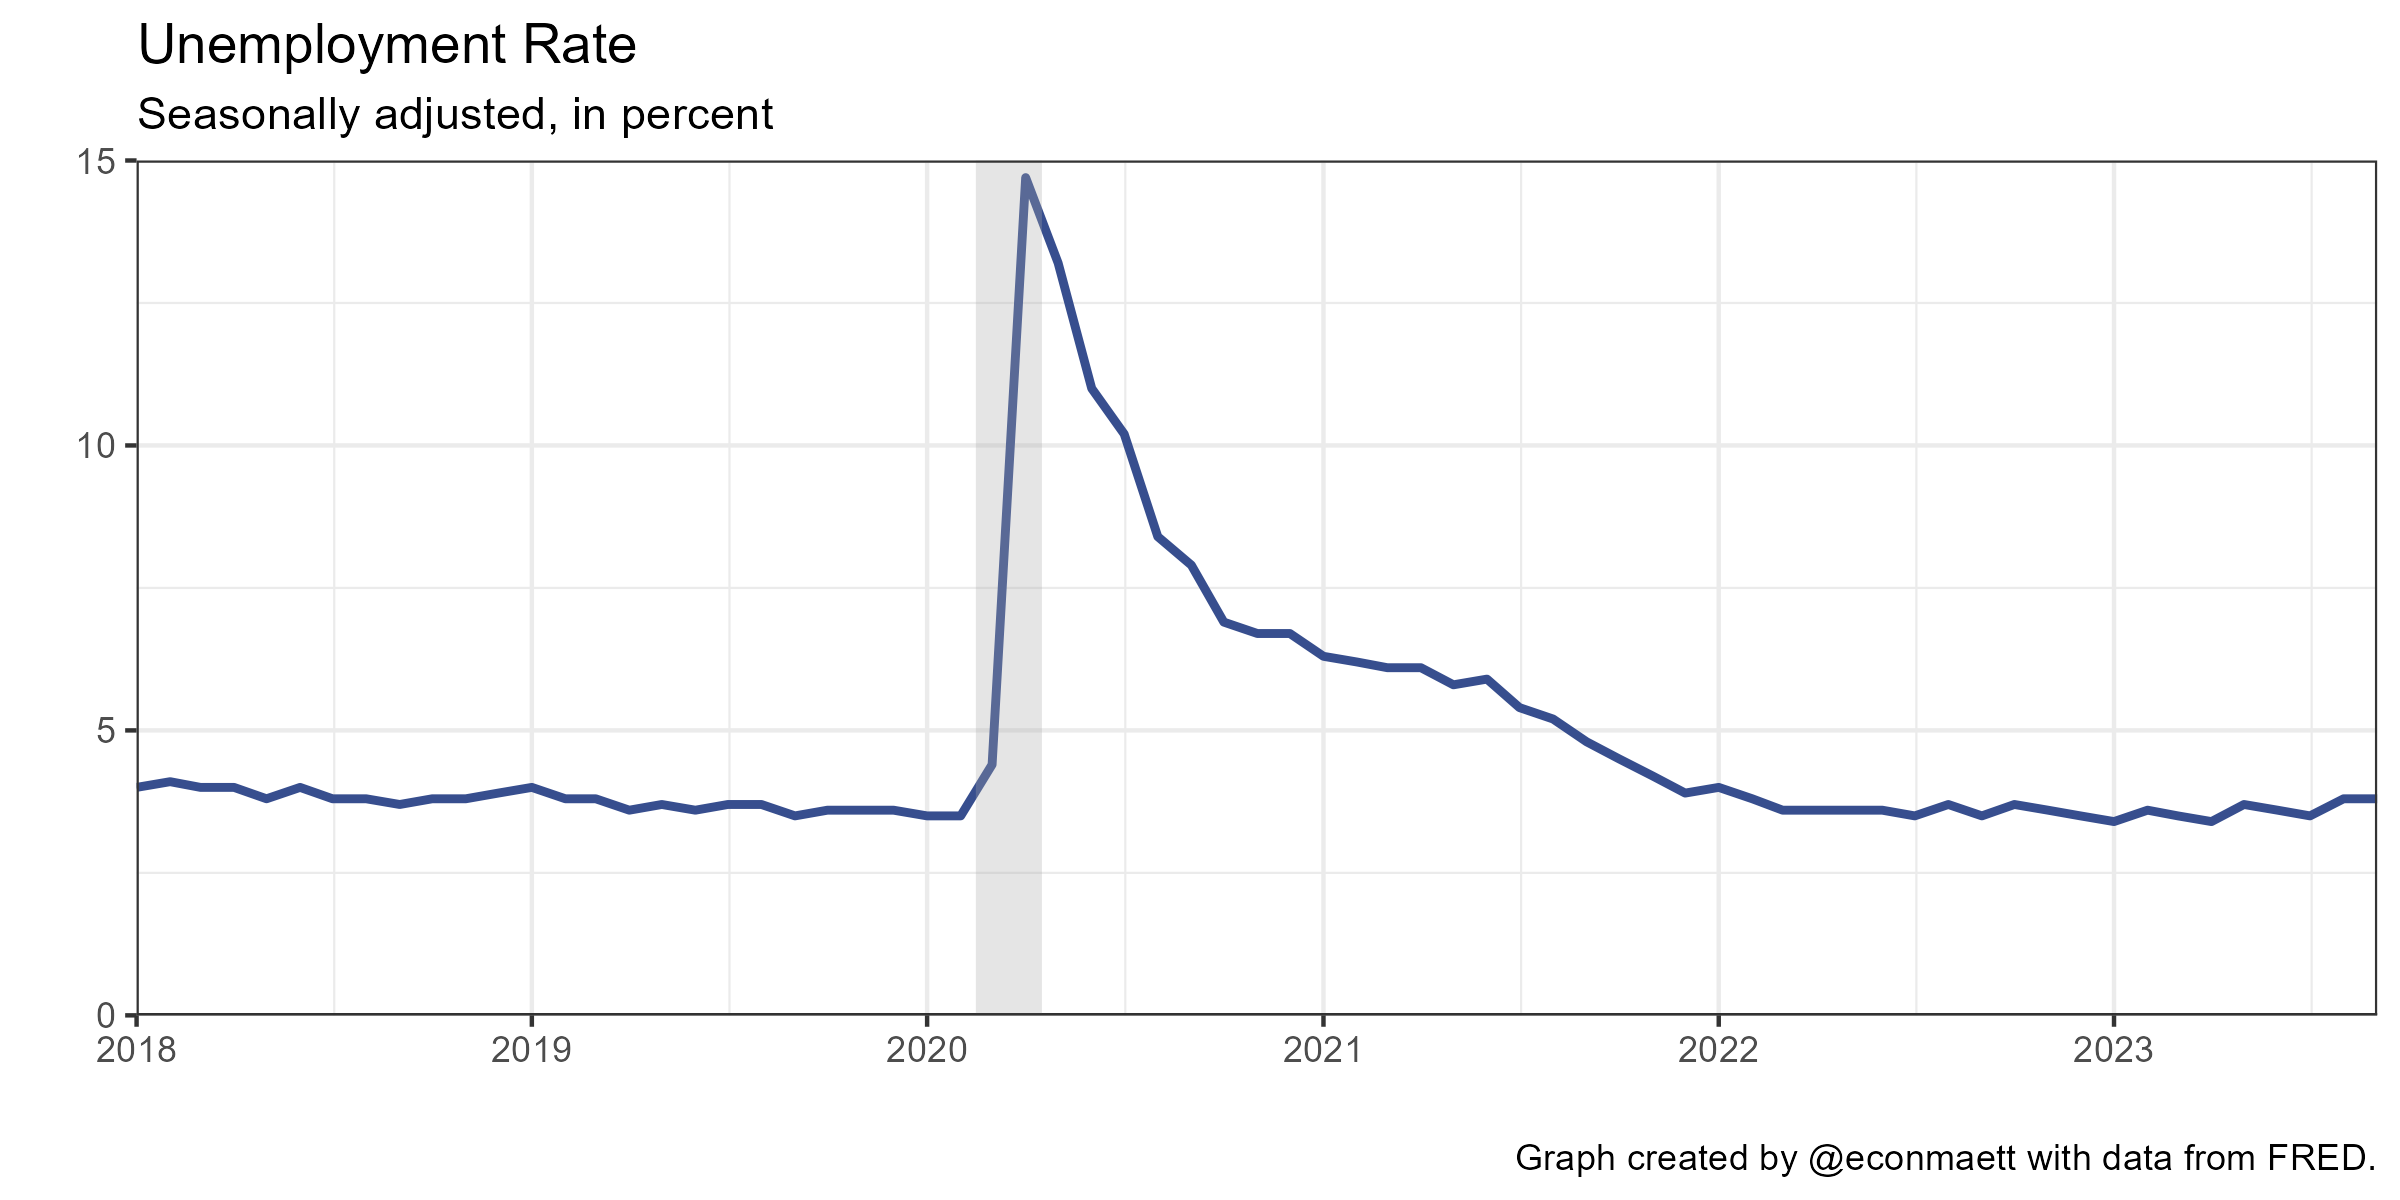 Unemployment Rate
Seasonally adjusted, in percent
15
10
5
0
2018 2019 2020 2021 2022 2023
Graph created by @econmaett with data from FRED.